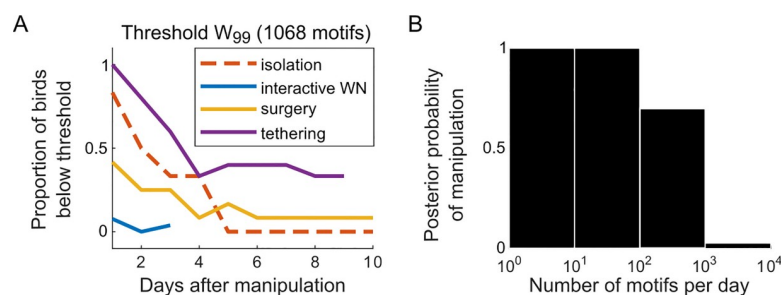 A
Threshold W99 (1068 motifs)
Proportion of birds
below threshold
1
0.5
0
isolation
interactive WN
surgery
tethering
2
4
6
8
10
Days after manipulation
B
Posterior probability
of manipulation
1
0.5
0
10^0
10^1
10^2
10^3
10^4
Number of motifs per day